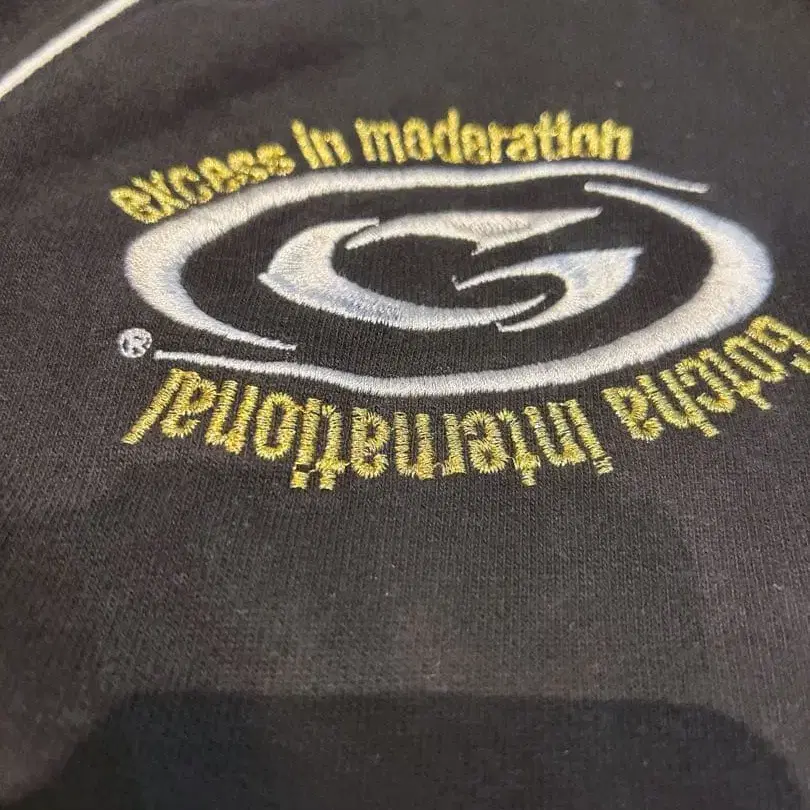 excess in moderation
G
®
Gotcha international